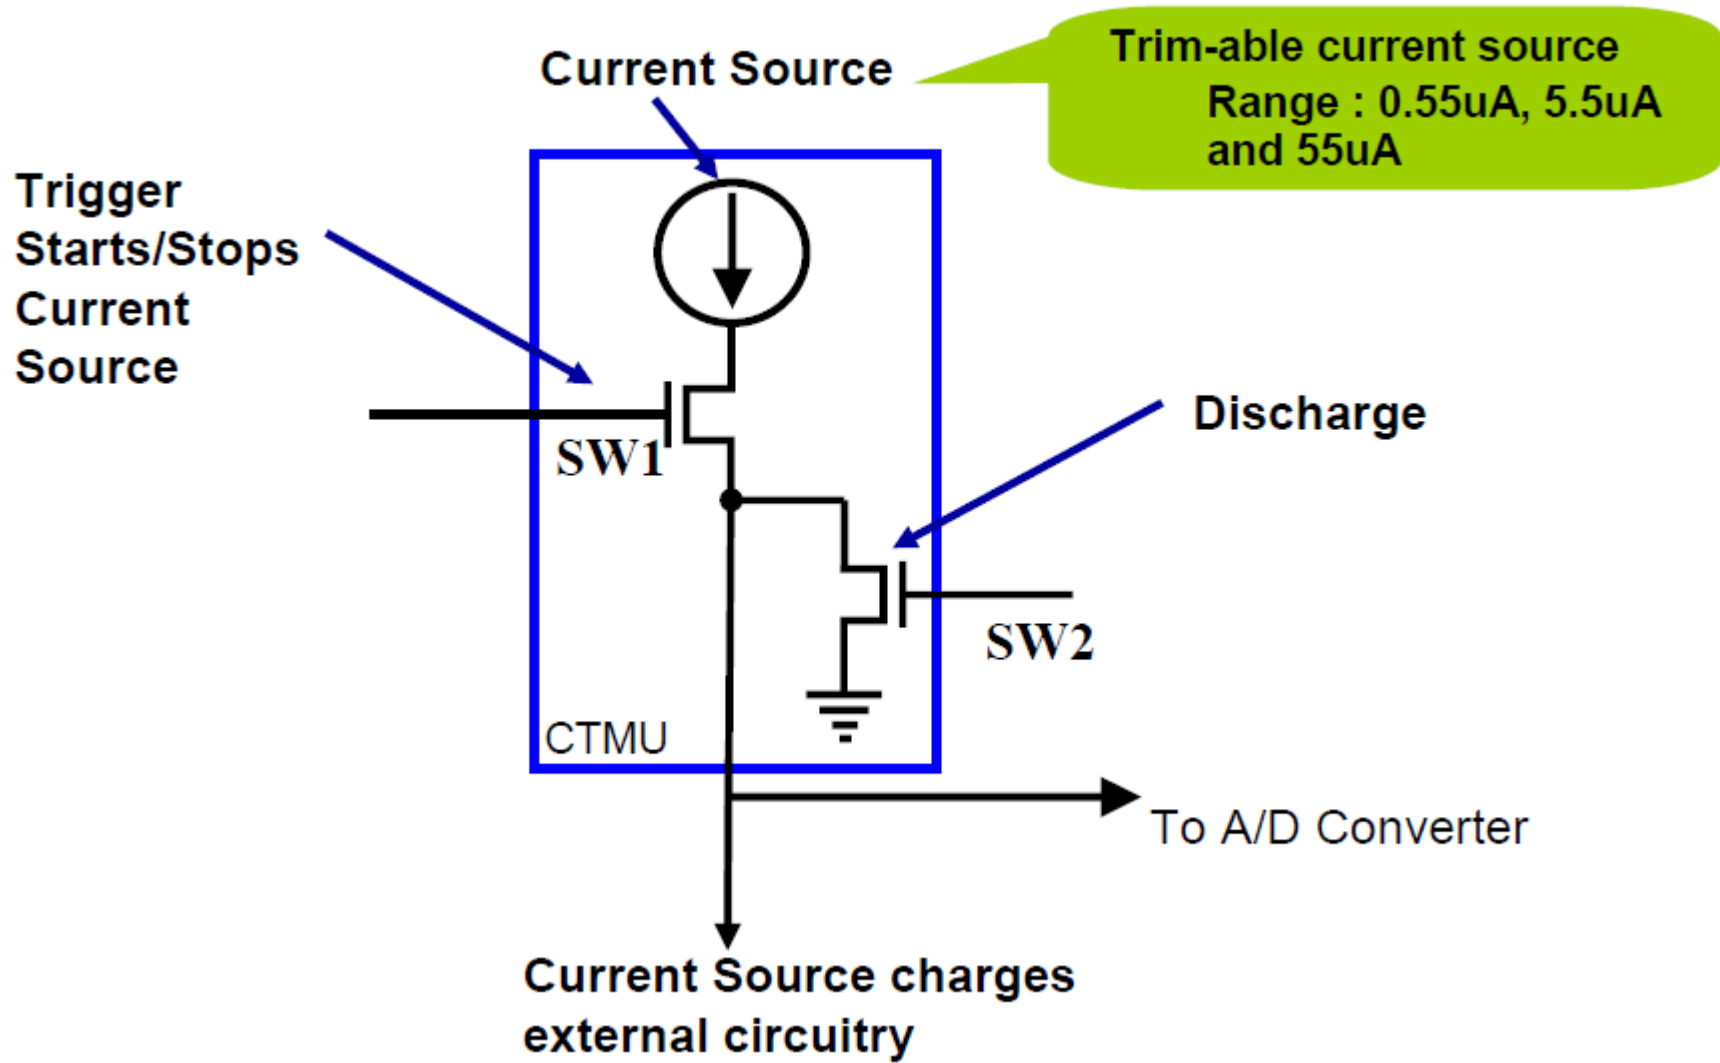 Current Source
Trim-able current source
Range : 0.55uA, 5.5uA
and 55uA
Trigger
Starts/Stops
Current
Source
SW1
Discharge
SW2
CTMU
To A/D Converter
Current Source charges
external circuitry